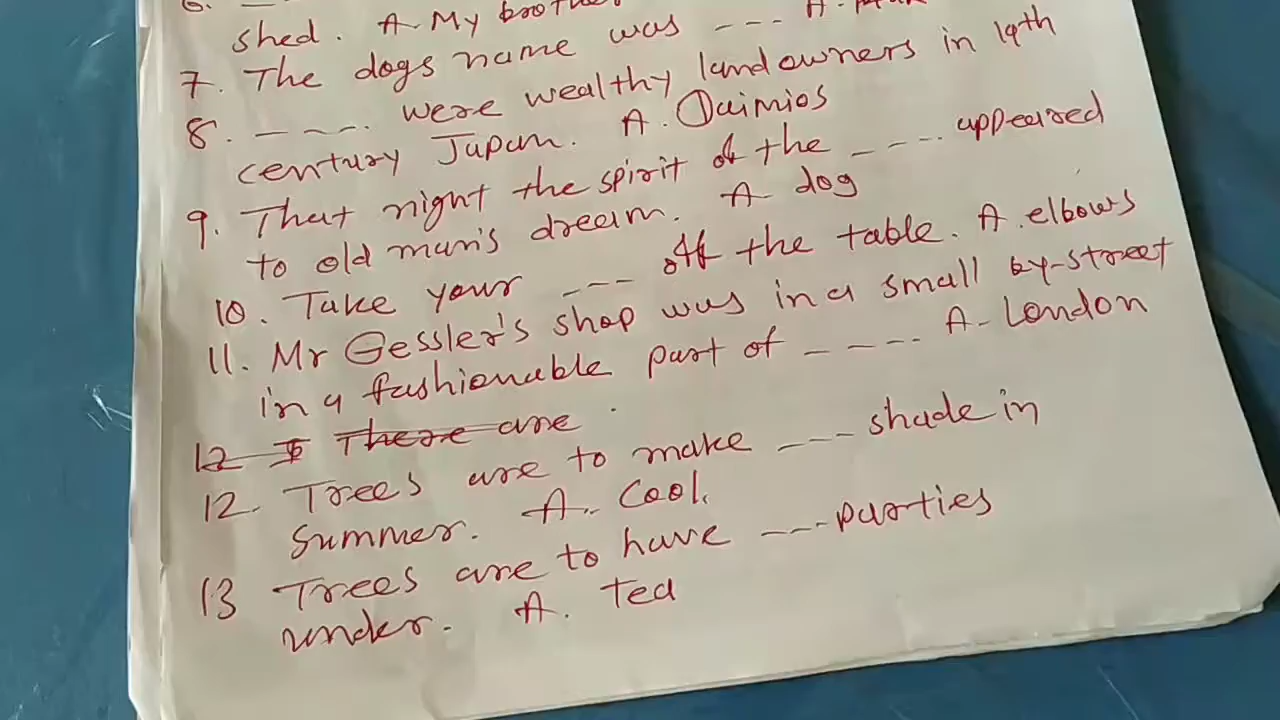 6. ---
shed. A. My brother
7. The dogs name was ---
8. ---. were wealthy landowners in 19th
century Japan. A. Daimios
9. That night the spirit of the --- appeared
to old man's dream. A dog
10. Take your --- off the table. A. elbows
11. Mr Gessler's shop was in a small by-street
in a fashionable part of ----. A- London
12 I There are
12. Trees are to make --- shade in
summer. A. Cool.
13 Trees are to have --- parties
under. A. tea